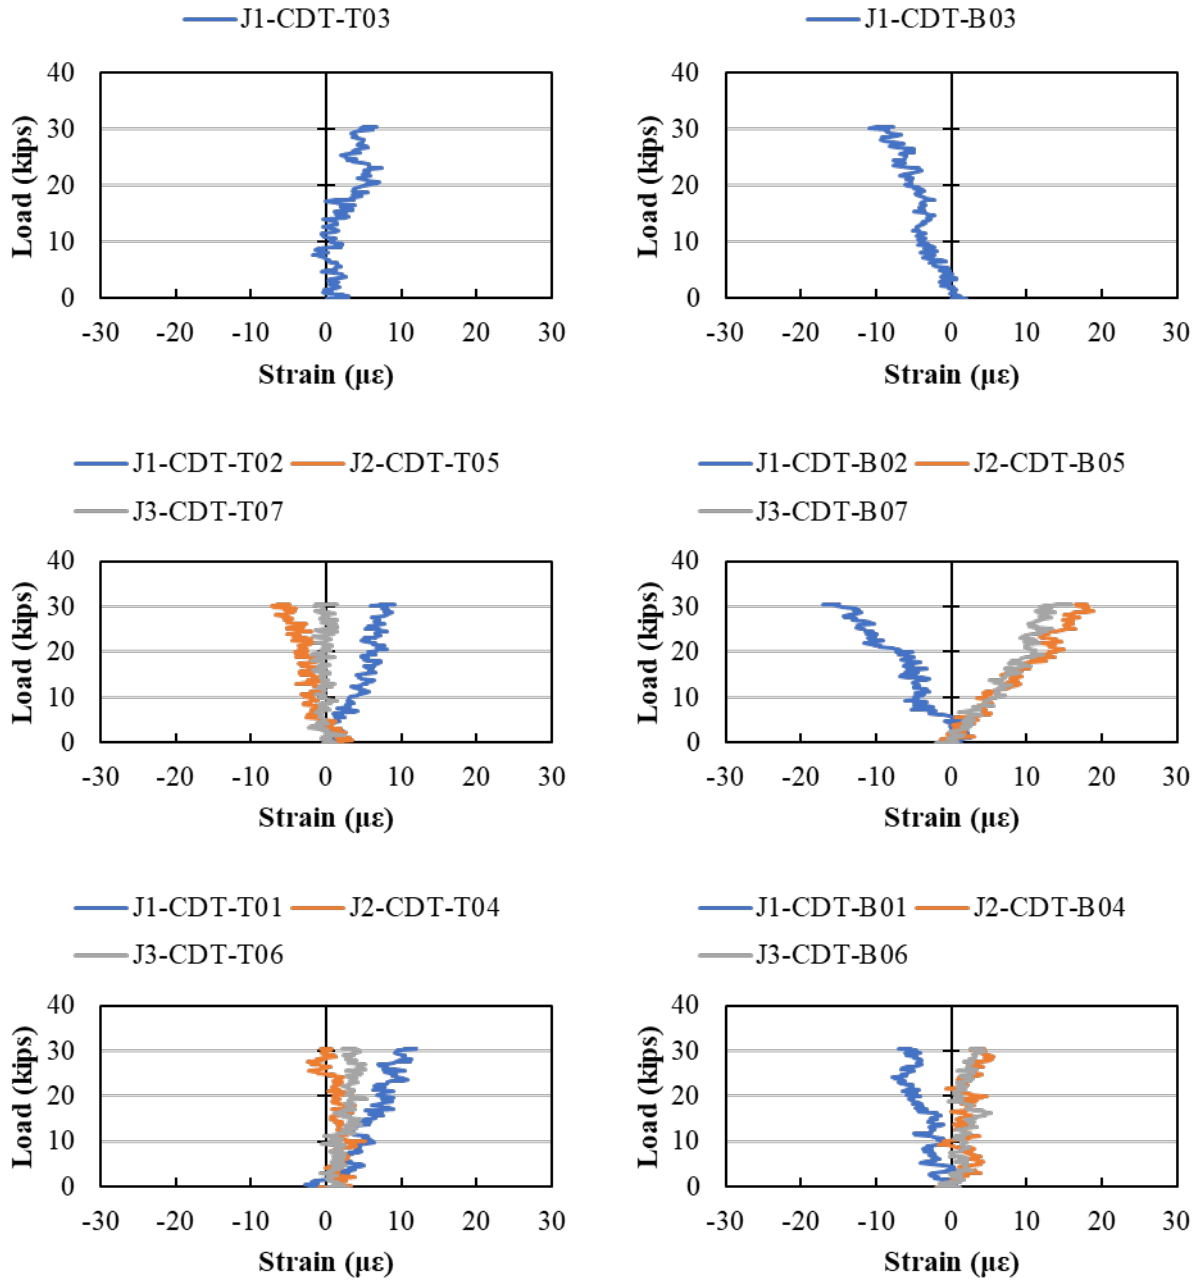 J1-CDT-T03
40
30
20
10
0
-30 -20 -10 0 10 20 30
Load (kips)
Strain (µε)
J1-CDT-B03
40
30
20
10
0
-30 -20 -10 0 10 20 30
Load (kips)
Strain (µε)
J1-CDT-T02 J2-CDT-T05
J3-CDT-T07
40
30
20
10
0
-30 -20 -10 0 10 20 30
Load (kips)
Strain (µε)
J1-CDT-B02 J2-CDT-B05
J3-CDT-B07
40
30
20
10
0
-30 -20 -10 0 10 20 30
Load (kips)
Strain (µε)
J1-CDT-T01 J2-CDT-T04
J3-CDT-T06
40
30
20
10
0
-30 -20 -10 0 10 20 30
Load (kips)
Strain (µε)
J1-CDT-B01 J2-CDT-B04
J3-CDT-B06
40
30
20
10
0
-30 -20 -10 0 10 20 30
Load (kips)
Strain (µε)